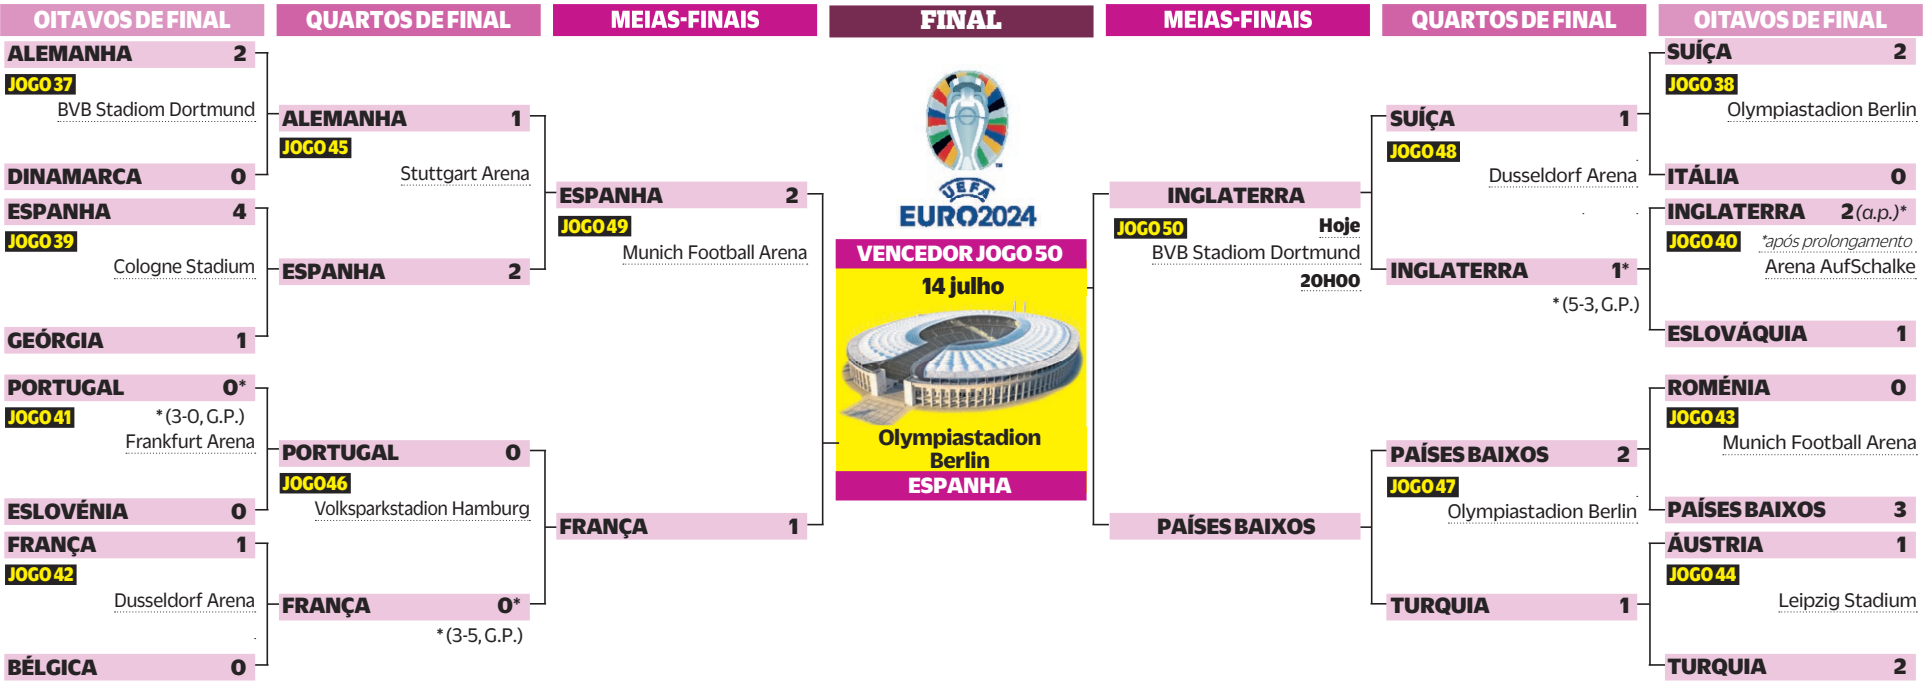 OITAVOS DE FINAL
QUARTOS DE FINAL
MEIAS-FINAIS
FINAL
MEIAS-FINAIS
QUARTOS DE FINAL
OITAVOS DE FINAL
ALEMANHA 2
JOGO 37
BVB Stadiom Dortmund
DINAMARCA 0
ESPANHA 4
JOGO 39
Cologne Stadium
GEÓRGIA 1
PORTUGAL 0*
JOGO 41 *(3-0, G.P.)
Frankfurt Arena
ESLOVÉNIA 0
FRANÇA 1
JOGO 42
Dusseldorf Arena
BÉLGICA 0
ALEMANHA 1
JOGO 45
Stuttgart Arena
ESPANHA 2
PORTUGAL 0
JOGO46
Volksparkstadion Hamburg
FRANÇA 0*
*(3-5, G.P.)
ESPANHA 2
JOGO 49
Munich Football Arena
FRANÇA 1
UEFA
EURO2024
VENCEDOR JOGO 50
14 julho
Olympiastadion
Berlin
ESPANHA
INGLATERRA
JOGO 50 Hoje
BVB Stadiom Dortmund
20H00
PAÍSES BAIXOS
SUÍÇA 1
JOGO 48
Dusseldorf Arena
INGLATERRA 1*
*(5-3, G.P.)
PAÍSES BAIXOS 2
JOGO 47
Olympiastadion Berlin
TURQUIA 1
SUÍÇA 2
JOGO 38
Olympiastadion Berlin
ITÁLIA 0
INGLATERRA 2 (a.p.)*
JOGO 40 *após prolongamento
Arena AufSchalke
ESLOVÁQUIA 1
ROMÉNIA 0
JOGO 43
Munich Football Arena
PAÍSES BAIXOS 3
ÁUSTRIA 1
JOGO 44
Leipzig Stadium
TURQUIA 2